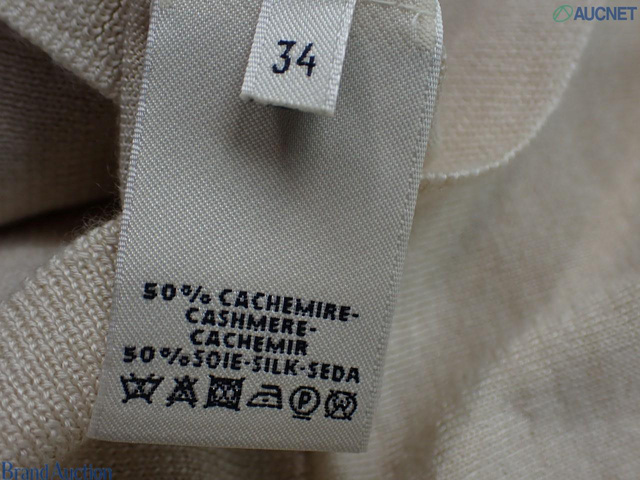 AUCNET
34
50% CACHEMIRE-
CASHMERE-
CACHEMIR
50%SOIE-SILK-SEDA
P
W
Brand Auction